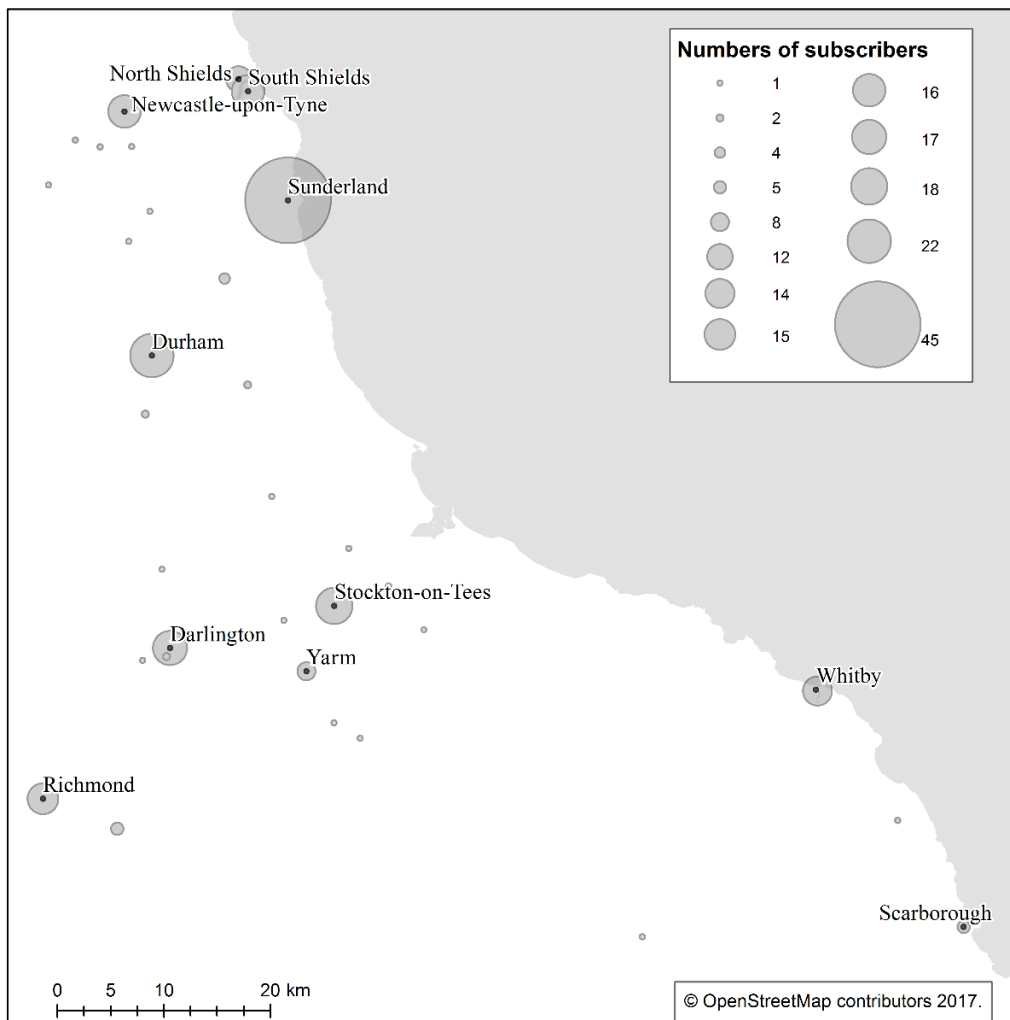 Numbers of subscribers
1
2
4
5
8
12
14
15
16
17
18
22
45
North Shields
South Shields
Newcastle-upon-Tyne
Sunderland
Durham
Stockton-on-Tees
Darlington
Yarm
Whitby
Richmond
Scarborough
0 5 10 20 km
© OpenStreetMap contributors 2017.